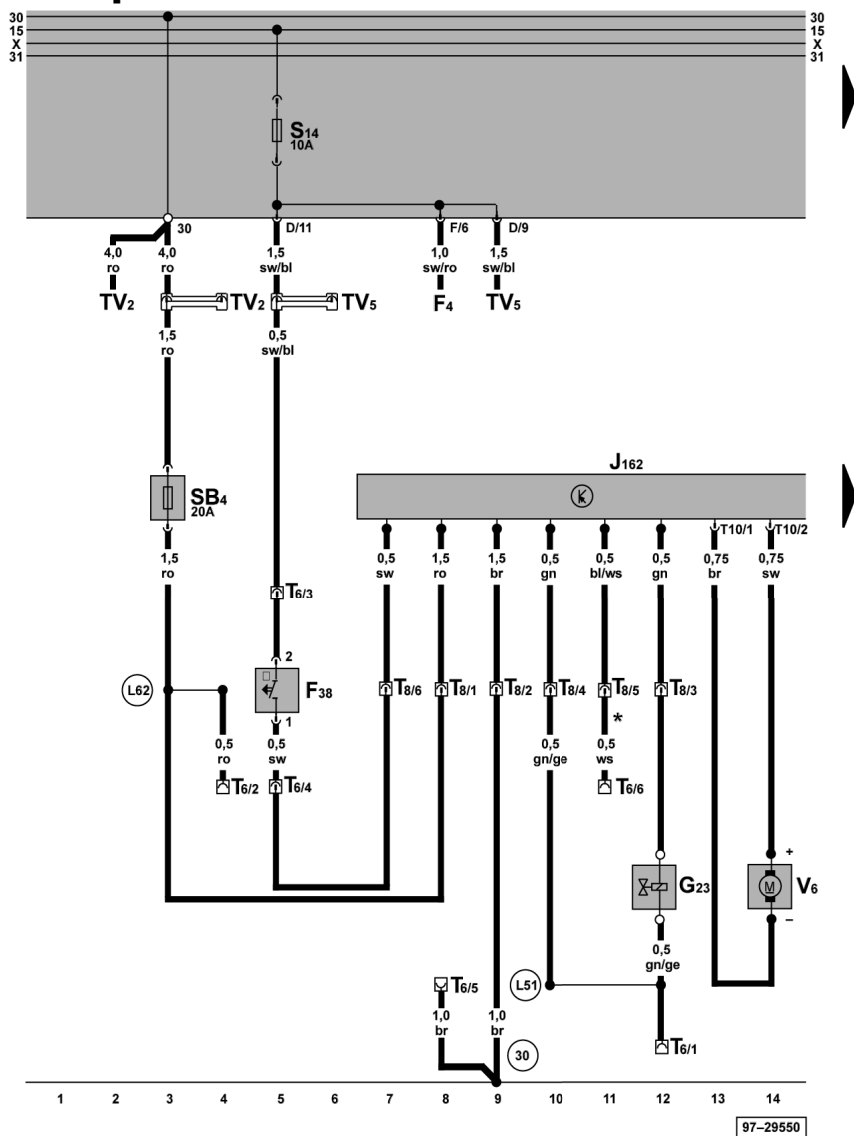 30 30
15 15
X X
31 31
S14
10A
30 D/11 F/6 D/9
4,0 4,0 1,5 1,0 1,5
ro ro sw/bl sw/ro sw/bl
TV2 TV2 TV5 F4 TV5
1,5 0,5
ro sw/bl
J162
SB4
20A
T10/1 T10/2
1,5 0,5 1,5 1,5 0,5 0,5 0,5 0,75 0,75
ro sw ro br gn bl/ws gn br sw
T6/3
2
L62 F38 T8/6 T8/1 T8/2 T8/4 T8/5 T8/3
1 *
0,5 0,5 0,5 0,5
ro sw gn/ge ws
T6/2 T6/4 T6/6
+
G23 M V6
–
0,5
gn/ge
T6/5 L51
1,0 1,0
br br
30 T6/1
1 2 3 4 5 6 7 8 9 10 11 12 13 14
97–29550